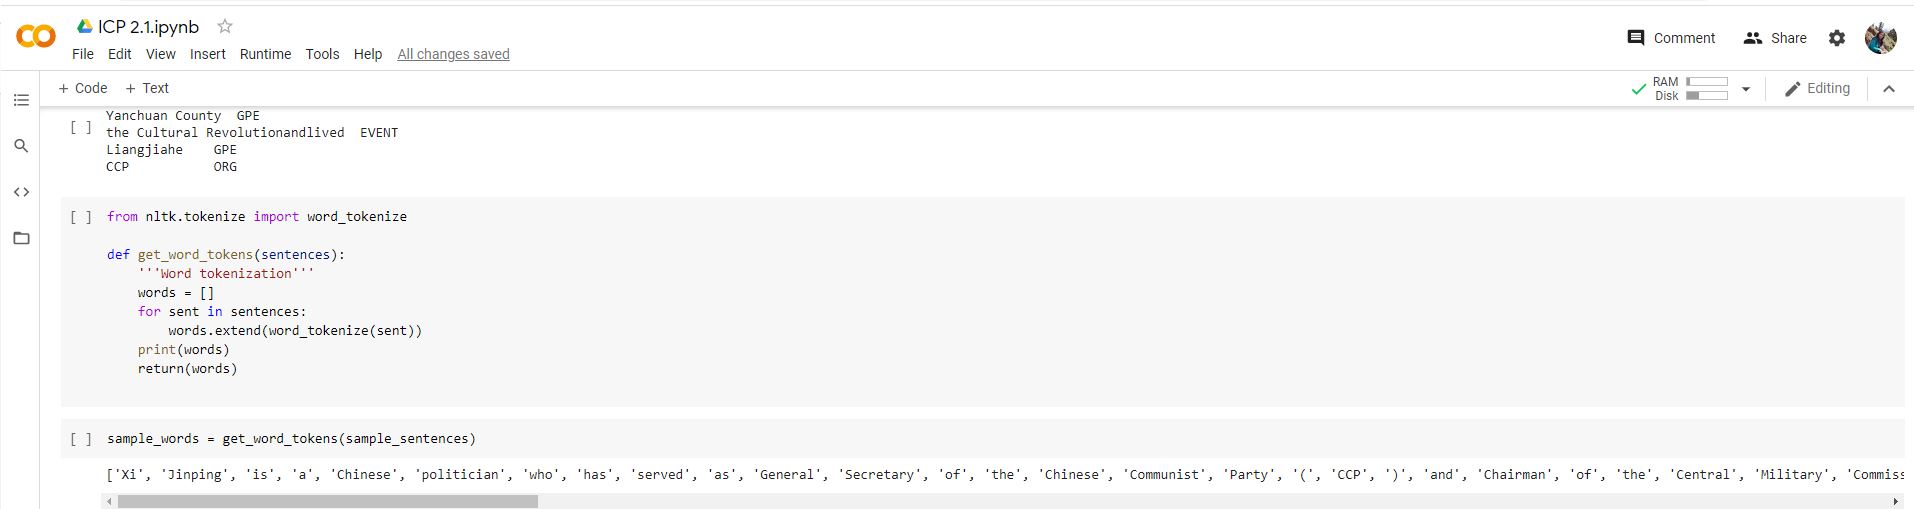 ICP 2.1.ipynb
File Edit View Insert Runtime Tools Help All changes saved
Comment Share
+ Code + Text
RAM
Disk
Editing
Yanchuan County  GPE
[ ] the Cultural Revolutionandlived  EVENT
Liangjiahe    GPE
CCP           ORG
[ ] from nltk.tokenize import word_tokenize
def get_word_tokens(sentences):
    '''Word tokenization'''
    words = []
    for sent in sentences:
        words.extend(word_tokenize(sent))
    print(words)
    return(words)
[ ] sample_words = get_word_tokens(sample_sentences)
['Xi', 'Jinping', 'is', 'a', 'Chinese', 'politician', 'who', 'has', 'served', 'as', 'General', 'Secretary', 'of', 'the', 'Chinese', 'Communist', 'Party', '(', 'CCP', ')', 'and', 'Chairman', 'of', 'the', 'Central', 'Military', 'Commiss